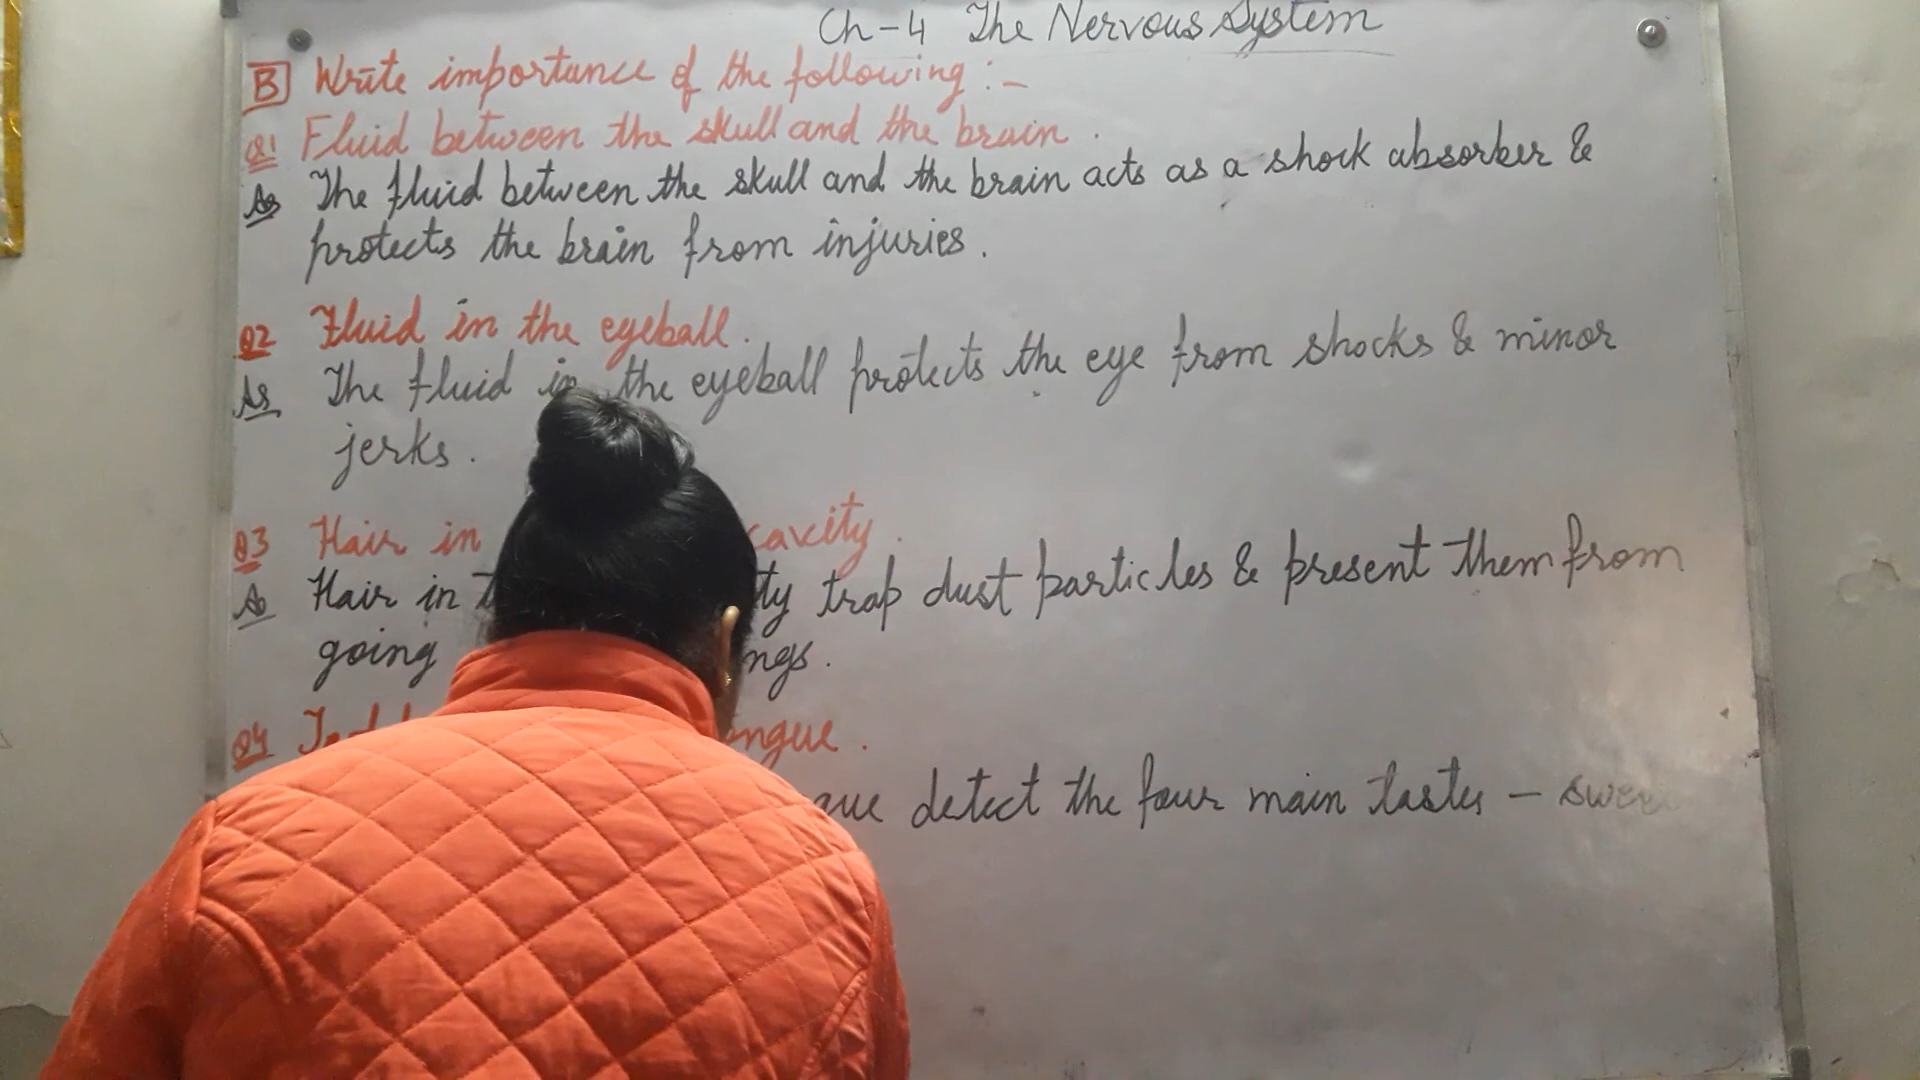 Ch-4 The Nervous System
B Write importance of the following :-
Q1 Fluid between the skull and the brain.
As The fluid between the skull and the brain acts as a shock absorber &
protects the brain from injuries.
Q2 Fluid in the eyeball.
As The fluid in the eyeball protects the eye from shocks & minor
jerks.
Q3 Hair in cavity.
As Hair in trap dust particles & present them from
going
Q4
detect the four main tastes - swee